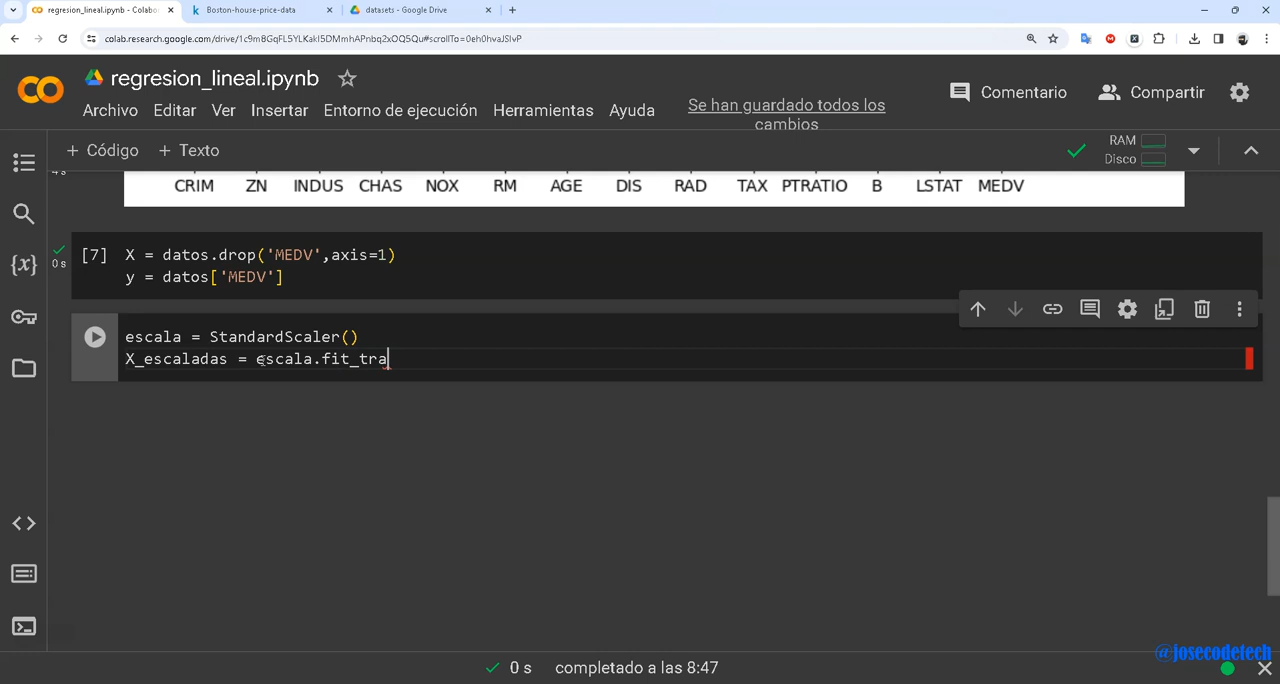 regresion_lineal.ipynb - Colabo
Boston-house-price-data
datasets - Google Drive
colab.research.google.com/drive/1c9m8GqFL5YLKakI5DMmhAPnbq2xOQ5Qu#scrollTo=0eh0hvaJSlvP
regresion_lineal.ipynb
Archivo Editar Ver Insertar Entorno de ejecución Herramientas Ayuda
Se han guardado todos los
cambios
Comentario
Compartir
+ Código + Texto
RAM
Disco
4s
CRIM ZN INDUS CHAS NOX RM AGE DIS RAD TAX PTRATIO B LSTAT MEDV
[7] X = datos.drop('MEDV',axis=1)
0 s
y = datos['MEDV']
escala = StandardScaler()
X_escaladas = escala.fit_tra
@josecodetech
0 s completado a las 8:47